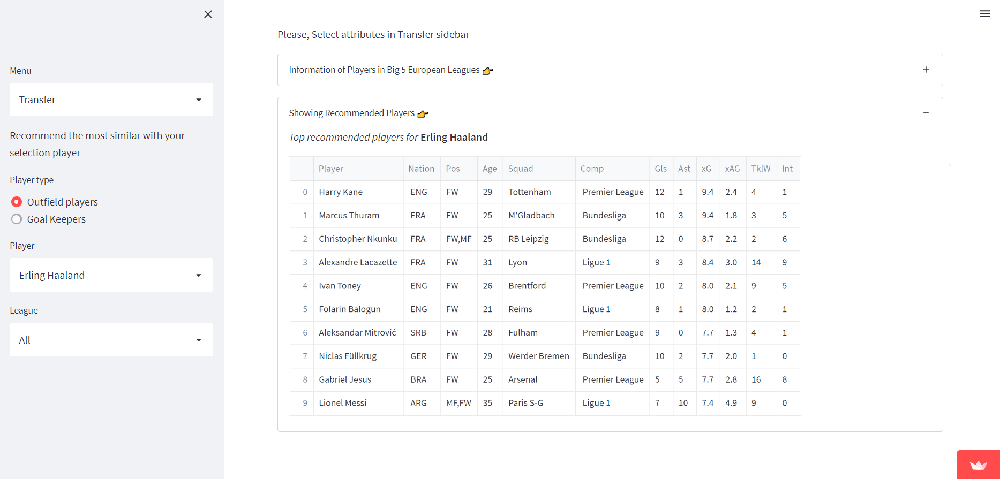 Menu
Transfer
Recommend the most similar with your
selection player
Player type
Outfield players
Goal Keepers
Player
Erling Haaland
League
All
Please, Select attributes in Transfer sidebar
Information of Players in Big 5 European Leagues 👉
Showing Recommended Players 👉
Top recommended players for Erling Haaland
Player Nation Pos Age Squad Comp Gls Ast xG xAG TklW Int
0 Harry Kane ENG FW 29 Tottenham Premier League 12 1 9.4 2.4 4 1
1 Marcus Thuram FRA FW 25 M'Gladbach Bundesliga 10 3 9.4 1.8 3 5
2 Christopher Nkunku FRA FW,MF 25 RB Leipzig Bundesliga 12 0 8.7 2.2 2 6
3 Alexandre Lacazette FRA FW 31 Lyon Ligue 1 9 3 8.4 3.0 14 9
4 Ivan Toney ENG FW 26 Brentford Premier League 10 2 8.0 2.1 9 5
5 Folarin Balogun ENG FW 21 Reims Ligue 1 8 1 8.0 1.2 2 1
6 Aleksandar Mitrović SRB FW 28 Fulham Premier League 9 0 7.7 1.3 4 1
7 Niclas Füllkrug GER FW 29 Werder Bremen Bundesliga 10 2 7.7 2.0 1 0
8 Gabriel Jesus BRA FW 25 Arsenal Premier League 5 5 7.7 2.8 16 8
9 Lionel Messi ARG MF,FW 35 Paris S-G Ligue 1 7 10 7.4 4.9 9 0